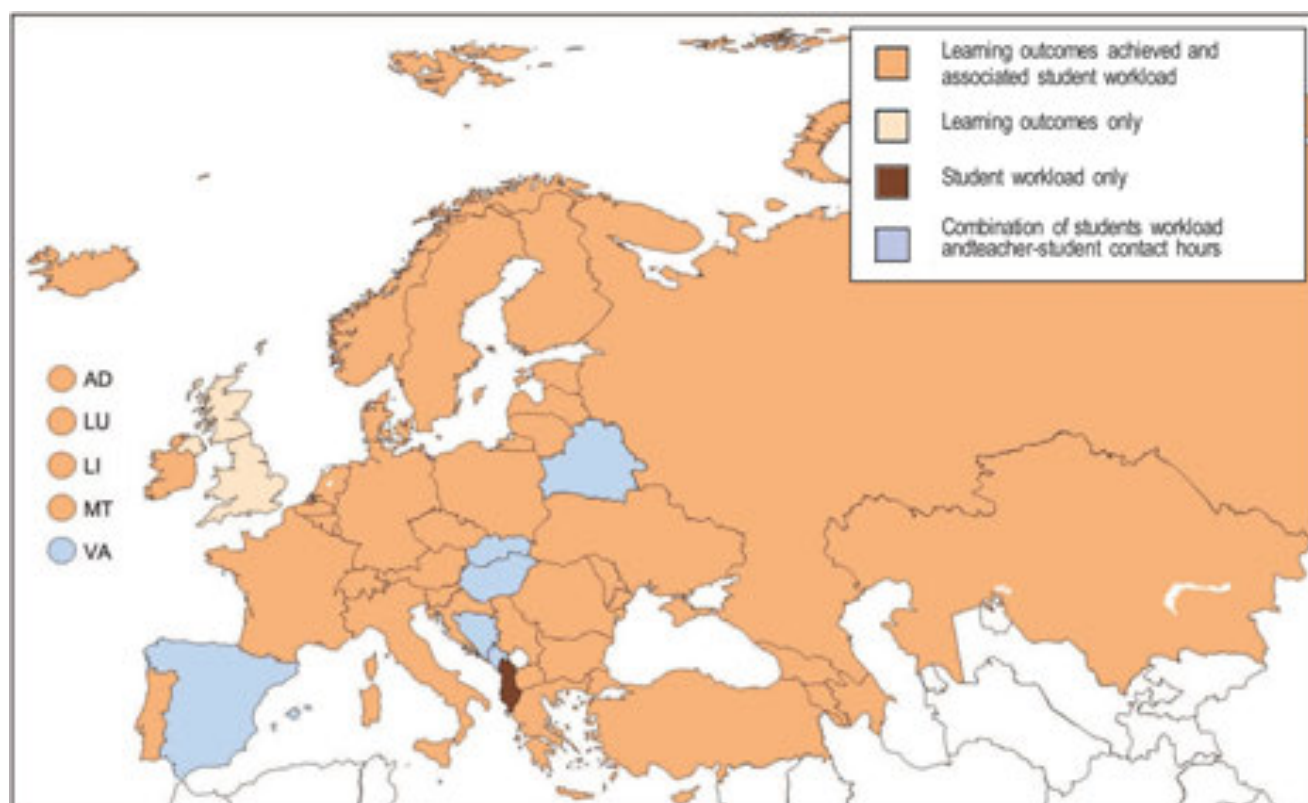 Learning outcomes achieved and
associated student workload
Learning outcomes only
Student workload only
Combination of students workload
andteacher-student contact hours
AD
LU
LI
MT
VA